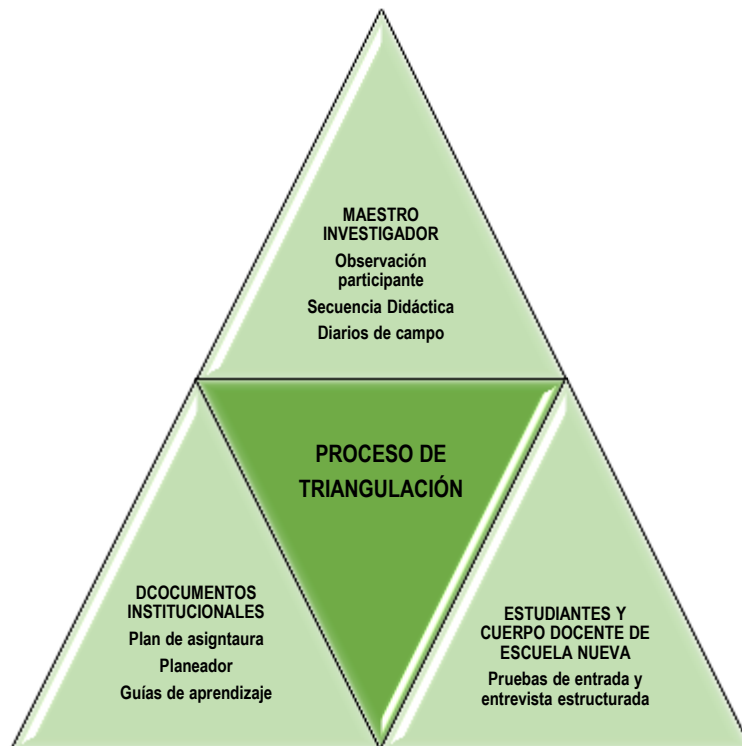 MAESTRO
INVESTIGADOR
Observación
participante
Secuencia Didáctica
Diarios de campo
PROCESO DE
TRIANGULACIÓN
DCOCUMENTOS
INSTITUCIONALES
Plan de asigntaura
Planeador
Guías de aprendizaje
ESTUDIANTES Y
CUERPO DOCENTE DE
ESCUELA NUEVA
Pruebas de entrada y
entrevista estructurada